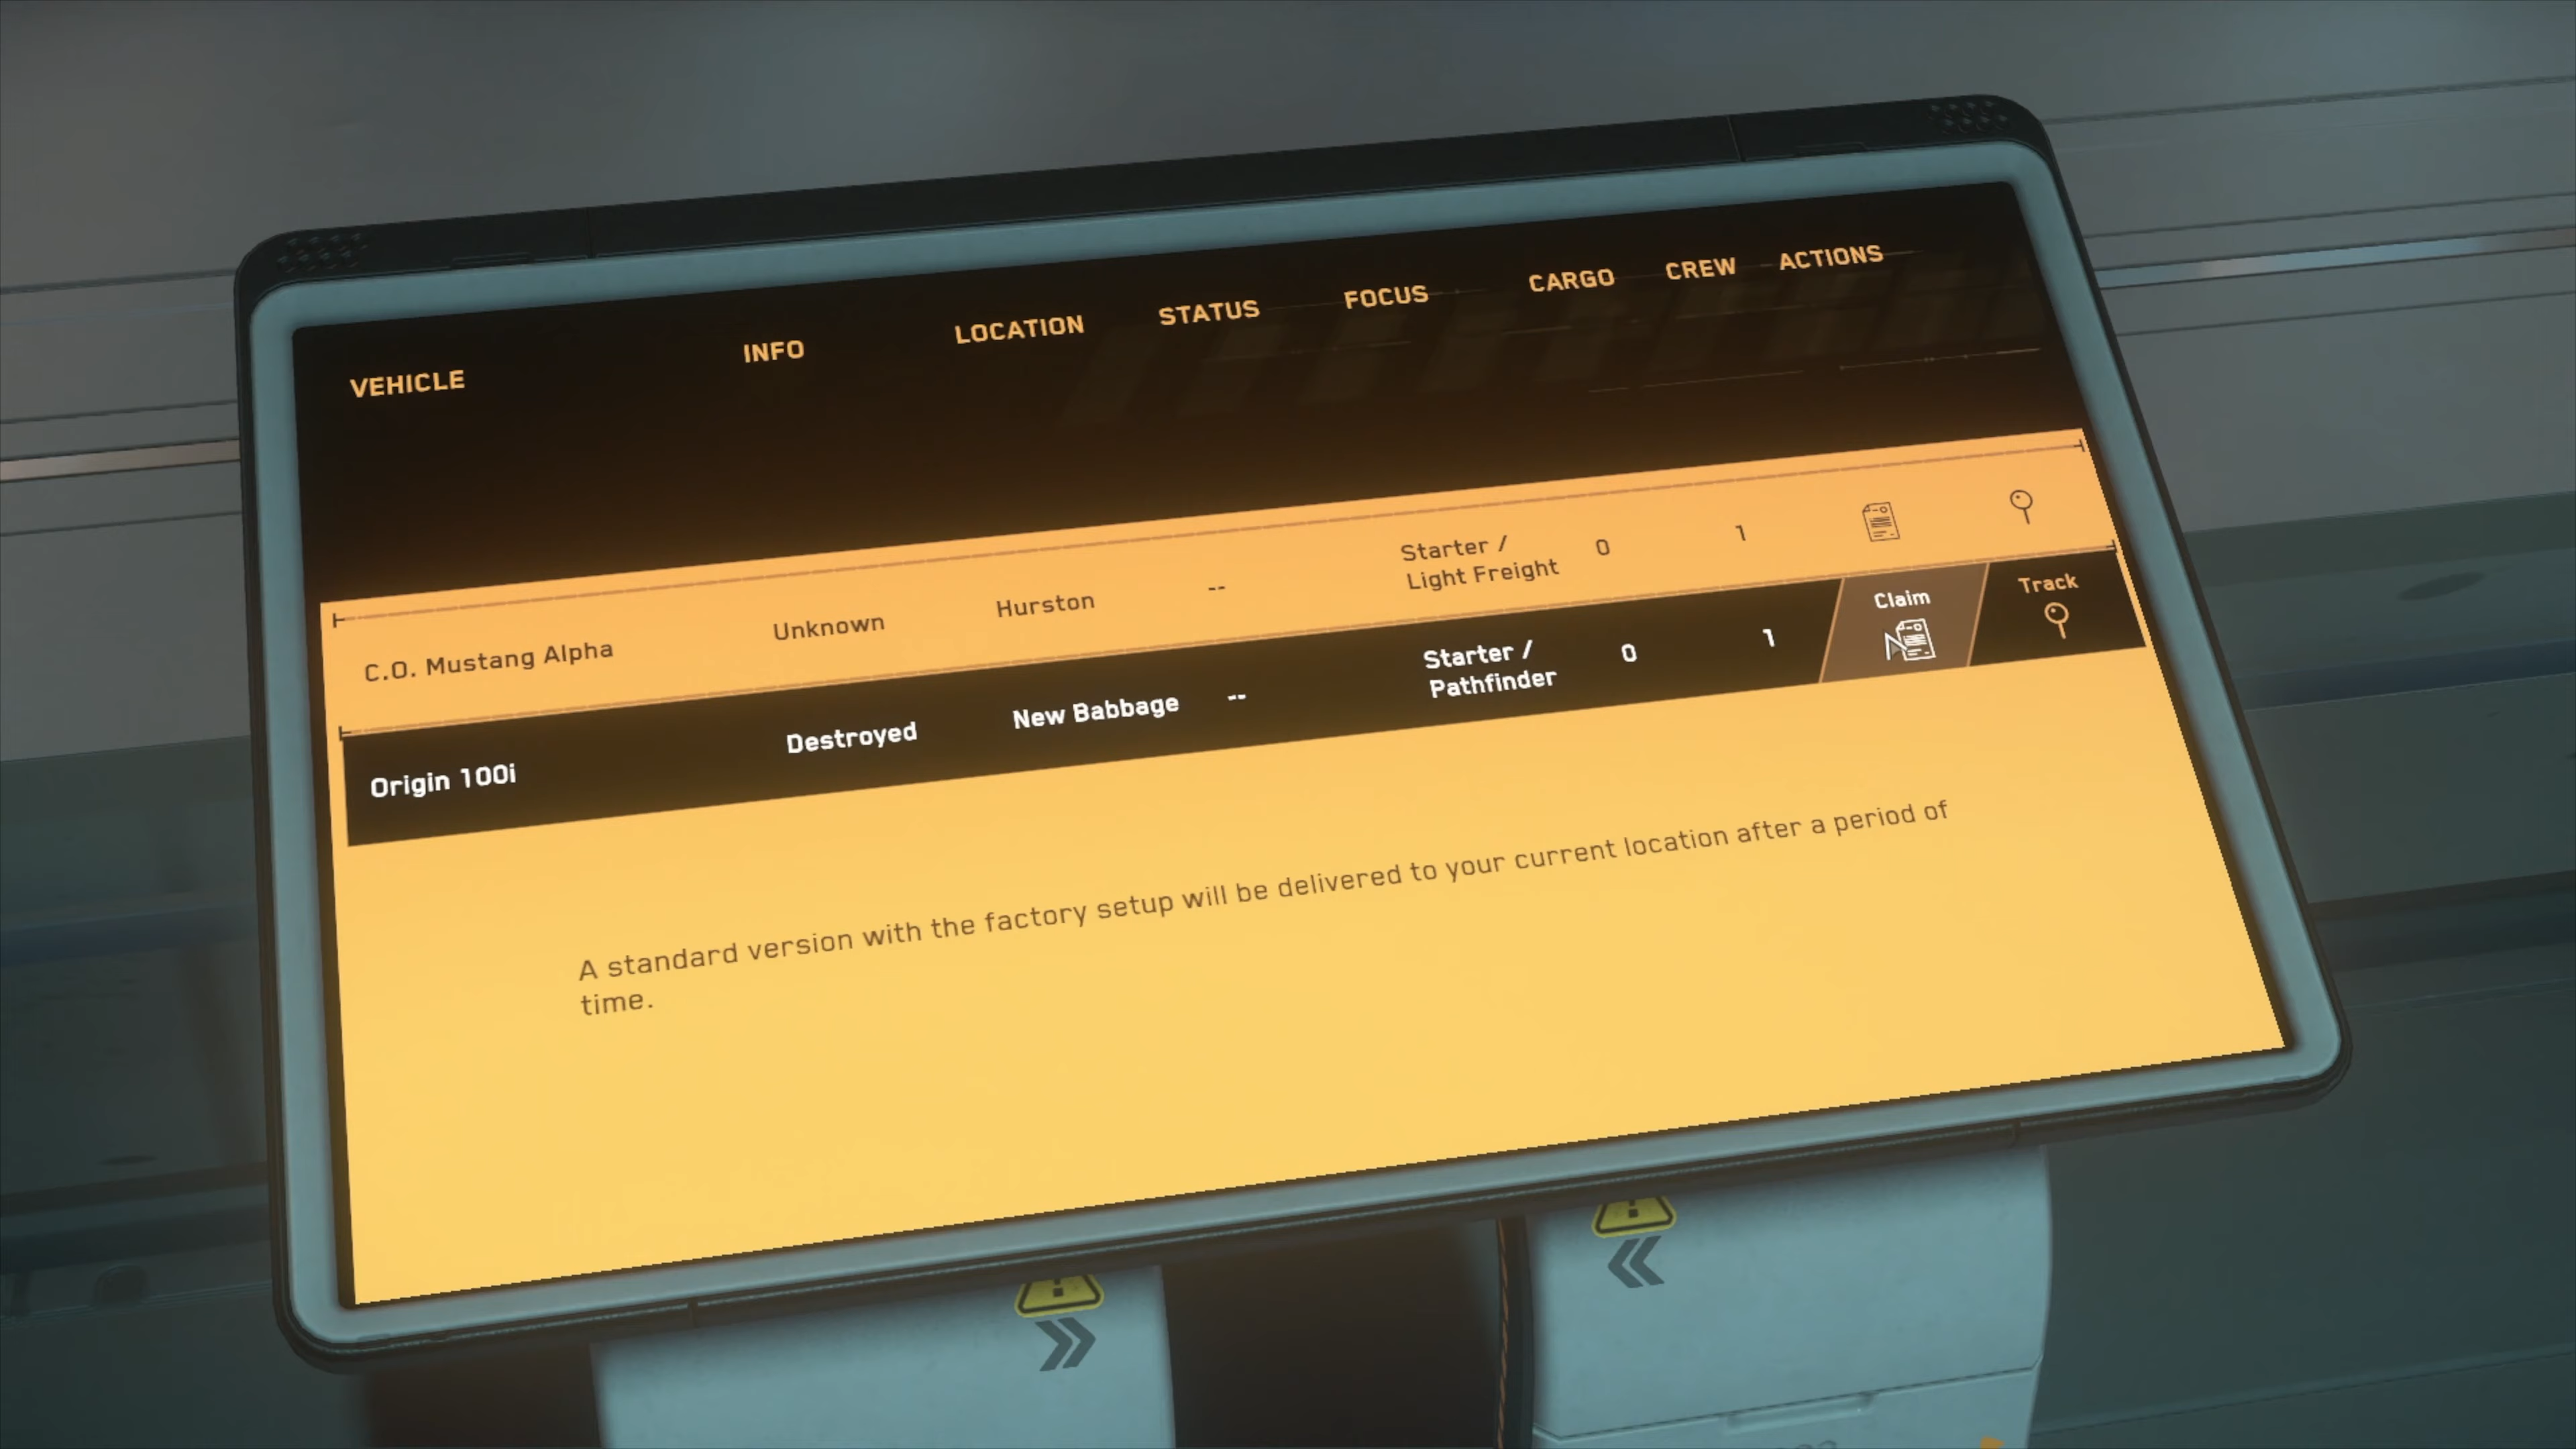 VEHICLE INFO LOCATION STATUS FOCUS CARGO CREW ACTIONS
C.O. Mustang Alpha Unknown Hurston -- Starter / 0 1
Light Freight
Origin 100i Destroyed New Babbage -- Starter / 0 1 Claim Track
Pathfinder
A standard version with the factory setup will be delivered to your current location after a period of
time.